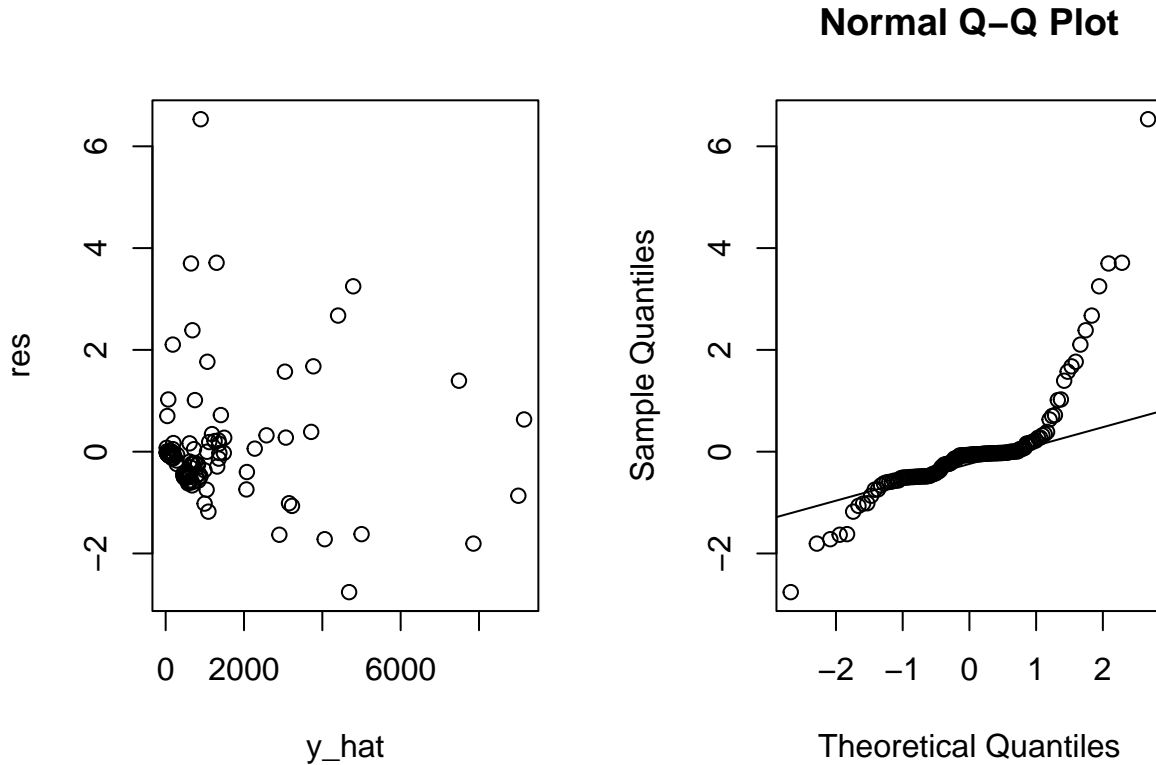 Normal Q−Q Plot
6
4
2
0
−2
res
0 2000 6000
y_hat
6
4
2
0
−2
Sample Quantiles
−2 −1 0 1 2
Theoretical Quantiles